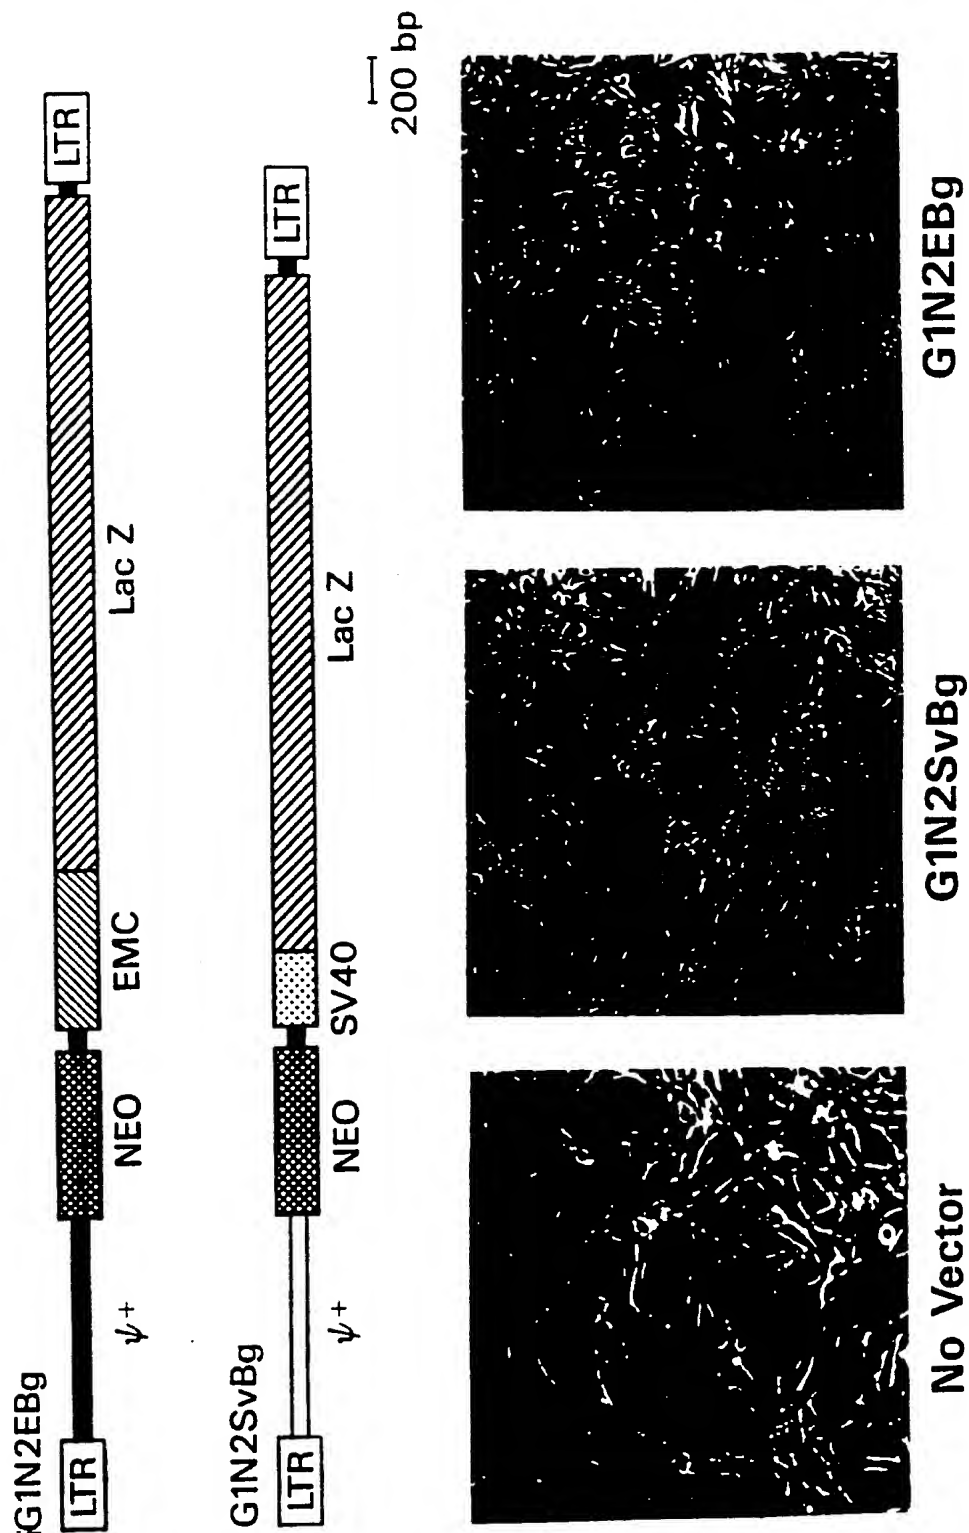 G1N2EBg
LTR
ψ+
NEO
EMC
Lac Z
LTR
G1N2SvBg
LTR
ψ+
NEO
SV40
Lac Z
LTR
200 bp
No Vector
G1N2SvBg
G1N2EBg